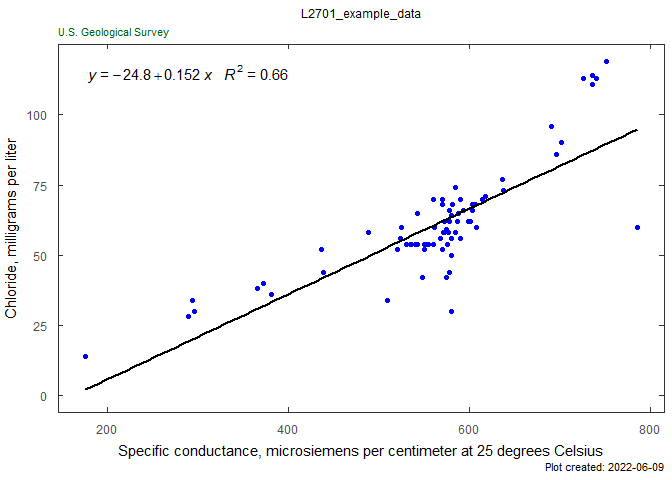 L2701_example_data
U.S. Geological Survey
y = −24.8+0.152 x R² = 0.66
100
75
50
25
0
Chloride, milligrams per liter
200 400 600 800
Specific conductance, microsiemens per centimeter at 25 degrees Celsius
Plot created: 2022-06-09